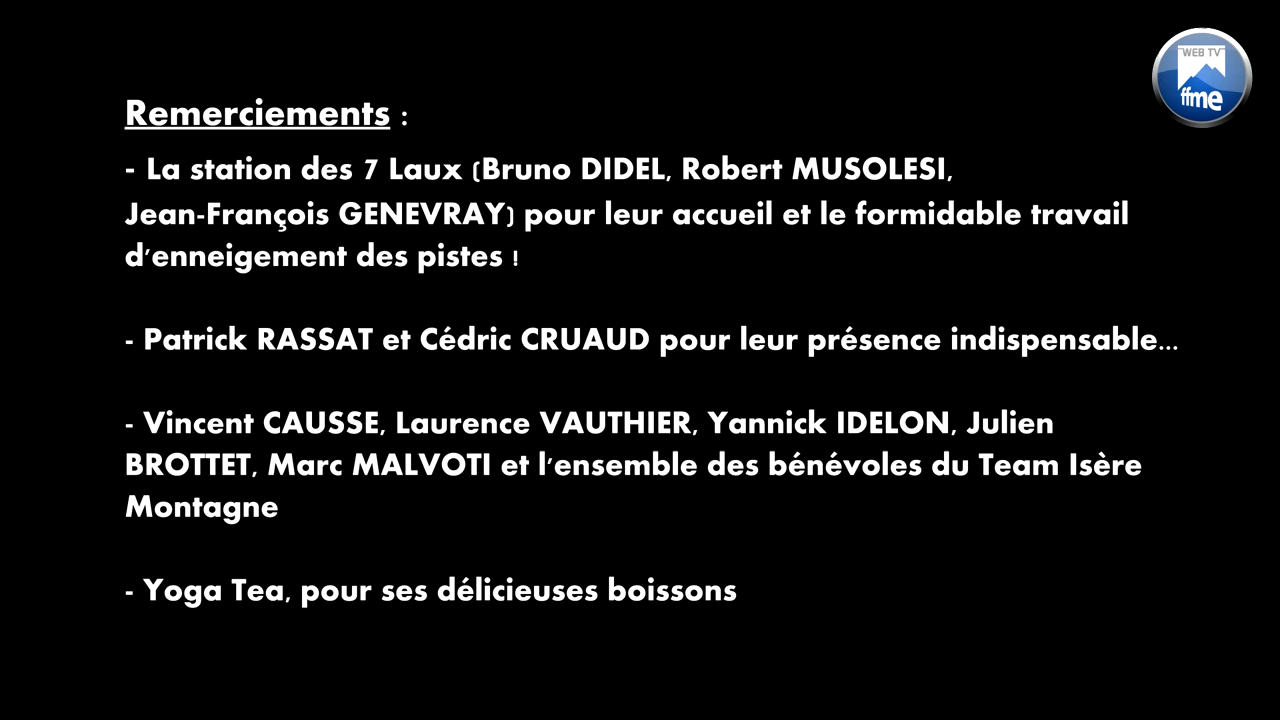 WEB TV
ffme
Remerciements :
- La station des 7 Laux (Bruno DIDEL, Robert MUSOLESI,
Jean-François GENEVRAY) pour leur accueil et le formidable travail
d'enneigement des pistes !
- Patrick RASSAT et Cédric CRUAUD pour leur présence indispensable...
- Vincent CAUSSE, Laurence VAUTHIER, Yannick IDELON, Julien
BROTTET, Marc MALVOTI et l'ensemble des bénévoles du Team Isère
Montagne
- Yoga Tea, pour ses délicieuses boissons